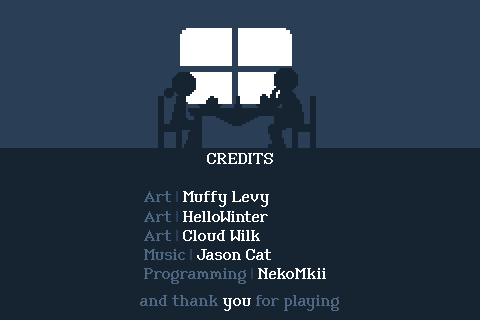 CREDITS
Art | Muffy Levy
Art | HelloWinter
Art | Cloud Wilk
Music | Jason Cat
Programming | NekoMkii
and thank you for playing